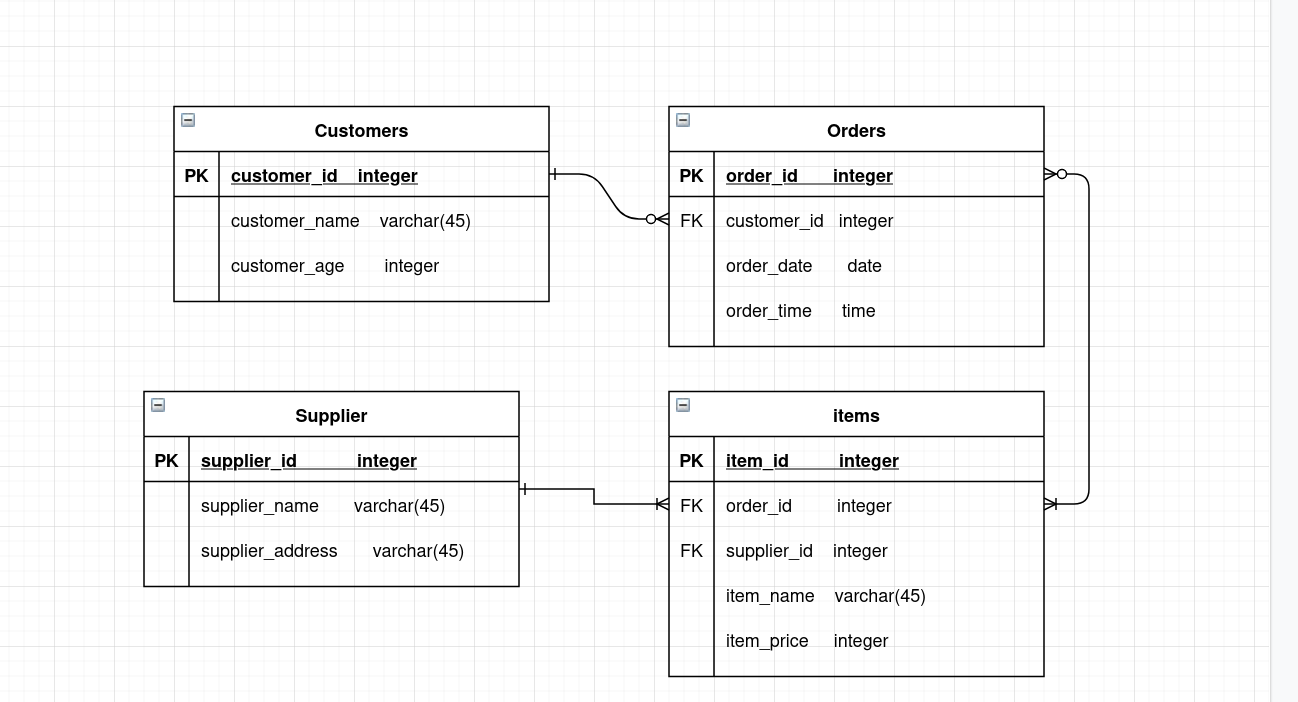 Customers
PK customer_id integer
customer_name varchar(45)
customer_age integer
Orders
PK order_id integer
FK customer_id integer
order_date date
order_time time
Supplier
PK supplier_id integer
supplier_name varchar(45)
supplier_address varchar(45)
items
PK item_id integer
FK order_id integer
FK supplier_id integer
item_name varchar(45)
item_price integer